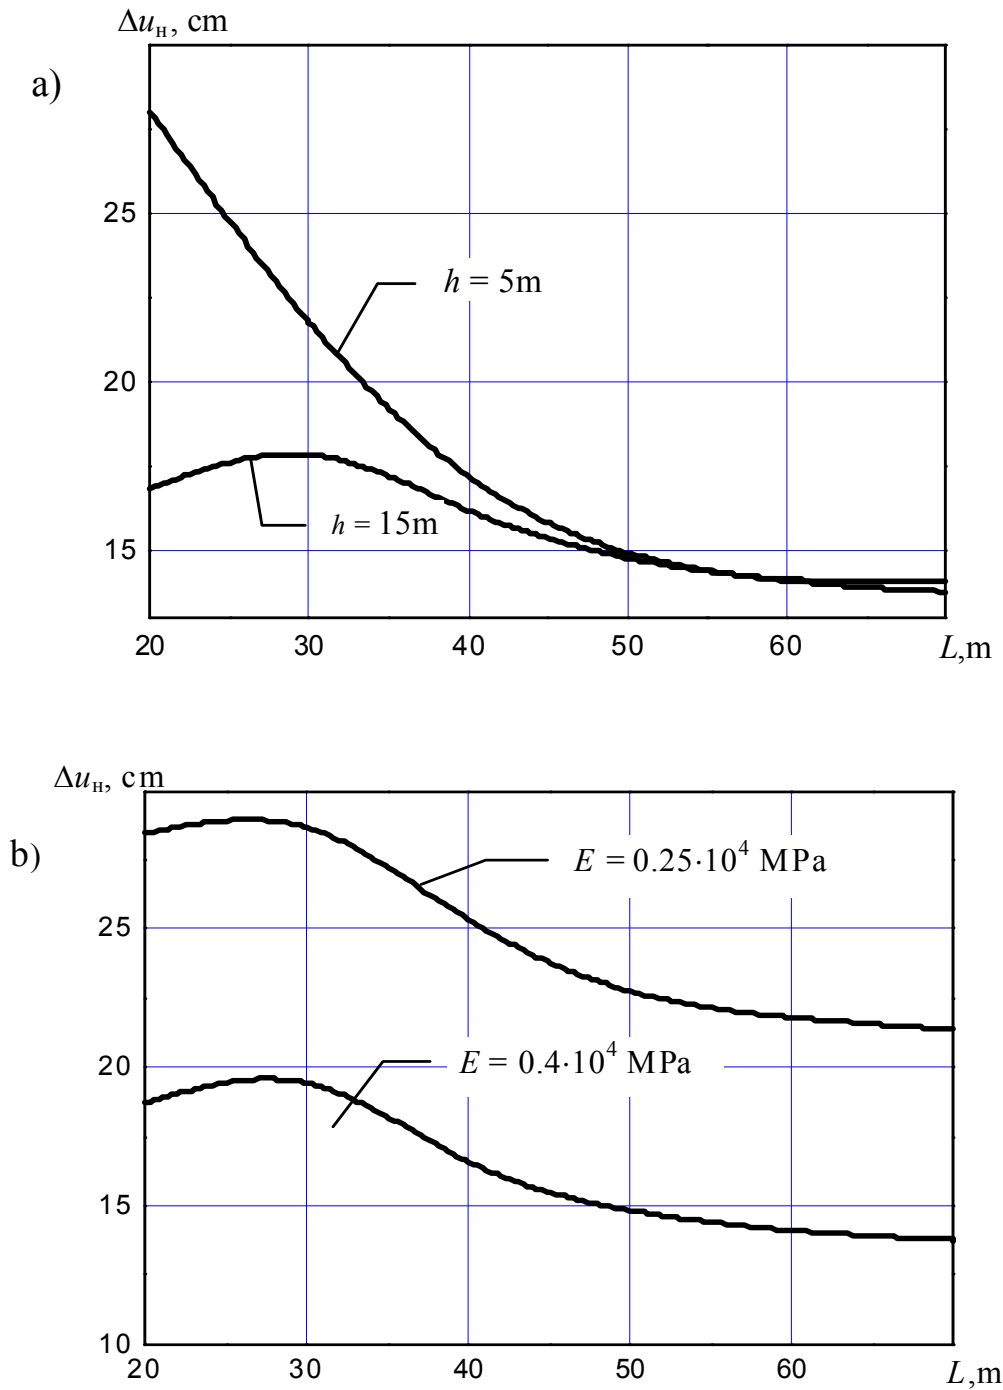 Δuн, cm
a)
25
h = 5m
20
h = 15m
15
20 30 40 50 60 L,m
Δuн, cm
b)
E = 0.25·10⁴ MPa
25
E = 0.4·10⁴ MPa
20
15
10
20 30 40 50 60 L,m